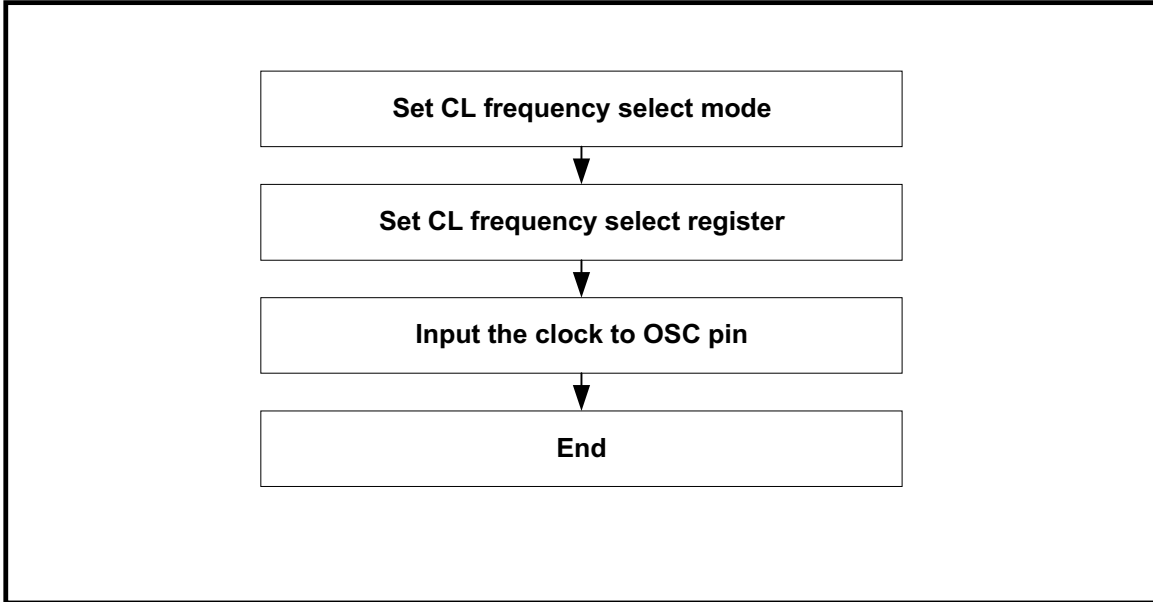 Set CL frequency select mode
Set CL frequency select register
Input the clock to OSC pin
End